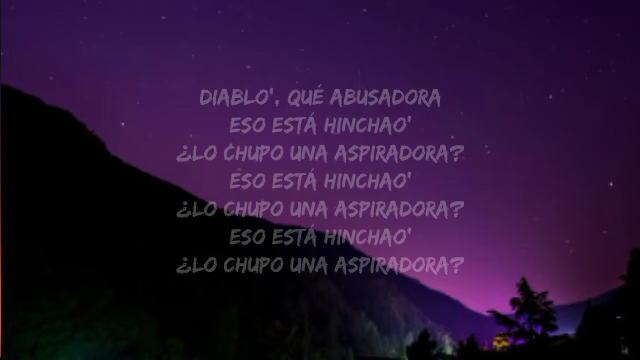 DIABLO', QUÉ ABUSADORA
ESO ESTÁ HINCHAO'
¿LO CHUPO UNA ASPIRADORA?
ESO ESTÁ HINCHAO'
¿LO CHUPO UNA ASPIRADORA?
ESO ESTÁ HINCHAO'
¿LO CHUPO UNA ASPIRADORA?